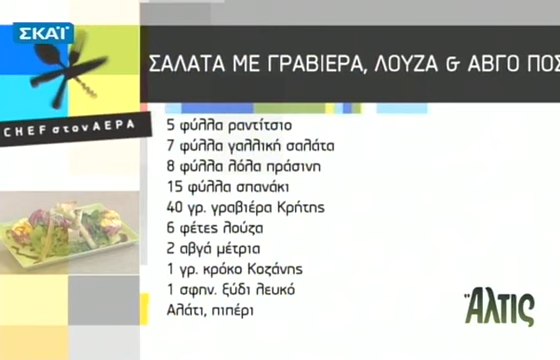 ΣΚΑΪ
ΣΑΛΑΤΑ ΜΕ ΓΡΑΒΙΕΡΑ, ΛΟΥΖΑ & ΑΒΓΟ ΠΟΣ
CHEF στον ΑΕΡΑ
5 φύλλα ραντίτσιο
7 φύλλα γαλλική σαλάτα
8 φύλλα λόλα πράσινη
15 φύλλα σπανάκι
40 γρ. γραβιέρα Κρήτης
6 φέτες λούζα
2 αβγά μέτρια
1 γρ. κρόκο Κοζάνης
1 σφην. ξύδι λευκό
Αλάτι, πιπέρι
Άλτις